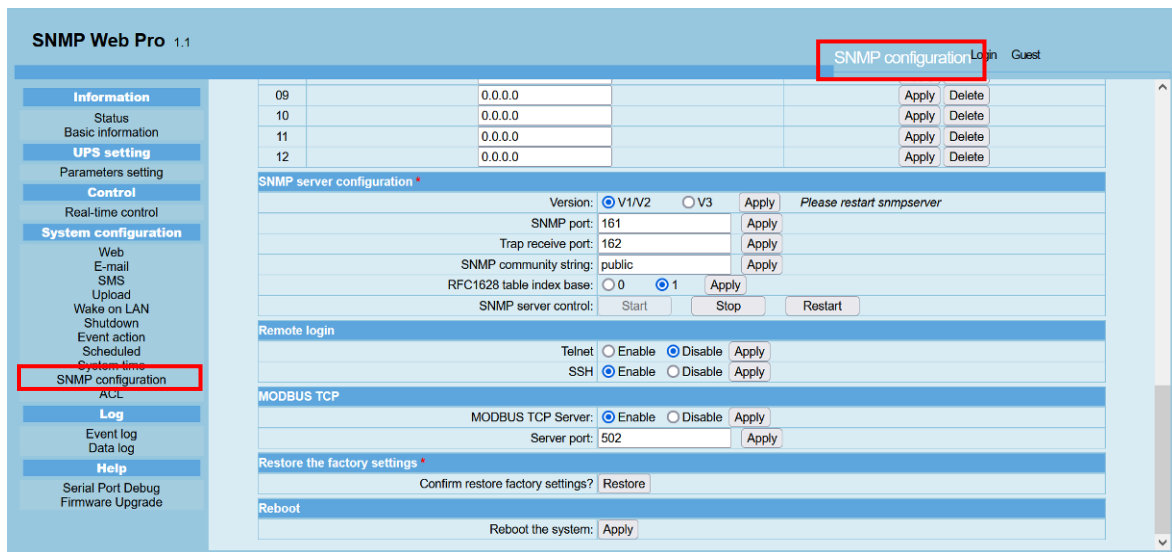 SNMP Web Pro 1.1
SNMP configuration Login Guest
Information
Status
Basic information
UPS setting
Parameters setting
Control
Real-time control
System configuration
Web
E-mail
SMS
Upload
Wake on LAN
Shutdown
Event action
Scheduled
System time
SNMP configuration
ACL
Log
Event log
Data log
Help
Serial Port Debug
Firmware Upgrade
09 0.0.0.0 Apply Delete
10 0.0.0.0 Apply Delete
11 0.0.0.0 Apply Delete
12 0.0.0.0 Apply Delete
SNMP server configuration *
Version: V1/V2 V3 Apply Please restart snmpserver
SNMP port: 161 Apply
Trap receive port: 162 Apply
SNMP community string: public Apply
RFC1628 table index base: 0 1 Apply
SNMP server control: Start Stop Restart
Remote login
Telnet Enable Disable Apply
SSH Enable Disable Apply
MODBUS TCP
MODBUS TCP Server: Enable Disable Apply
Server port: 502 Apply
Restore the factory settings *
Confirm restore factory settings? Restore
Reboot
Reboot the system: Apply